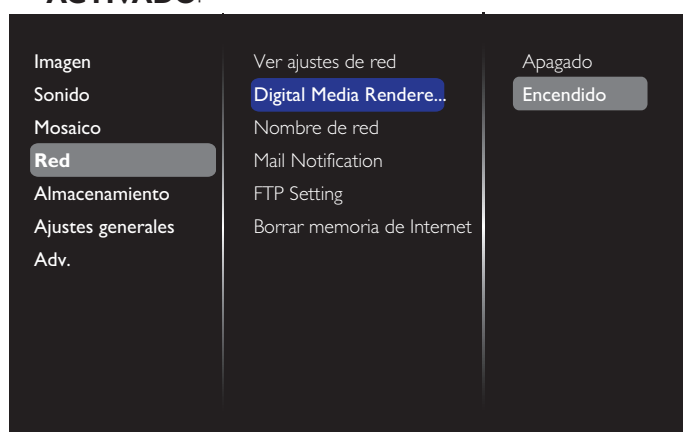 ACTIVADO.
Imagen
Sonido
Mosaico
Red
Almacenamiento
Ajustes generales
Adv.
Ver ajustes de red
Digital Media Rendere...
Nombre de red
Mail Notification
FTP Setting
Borrar memoria de Internet
Apagado
Encendido